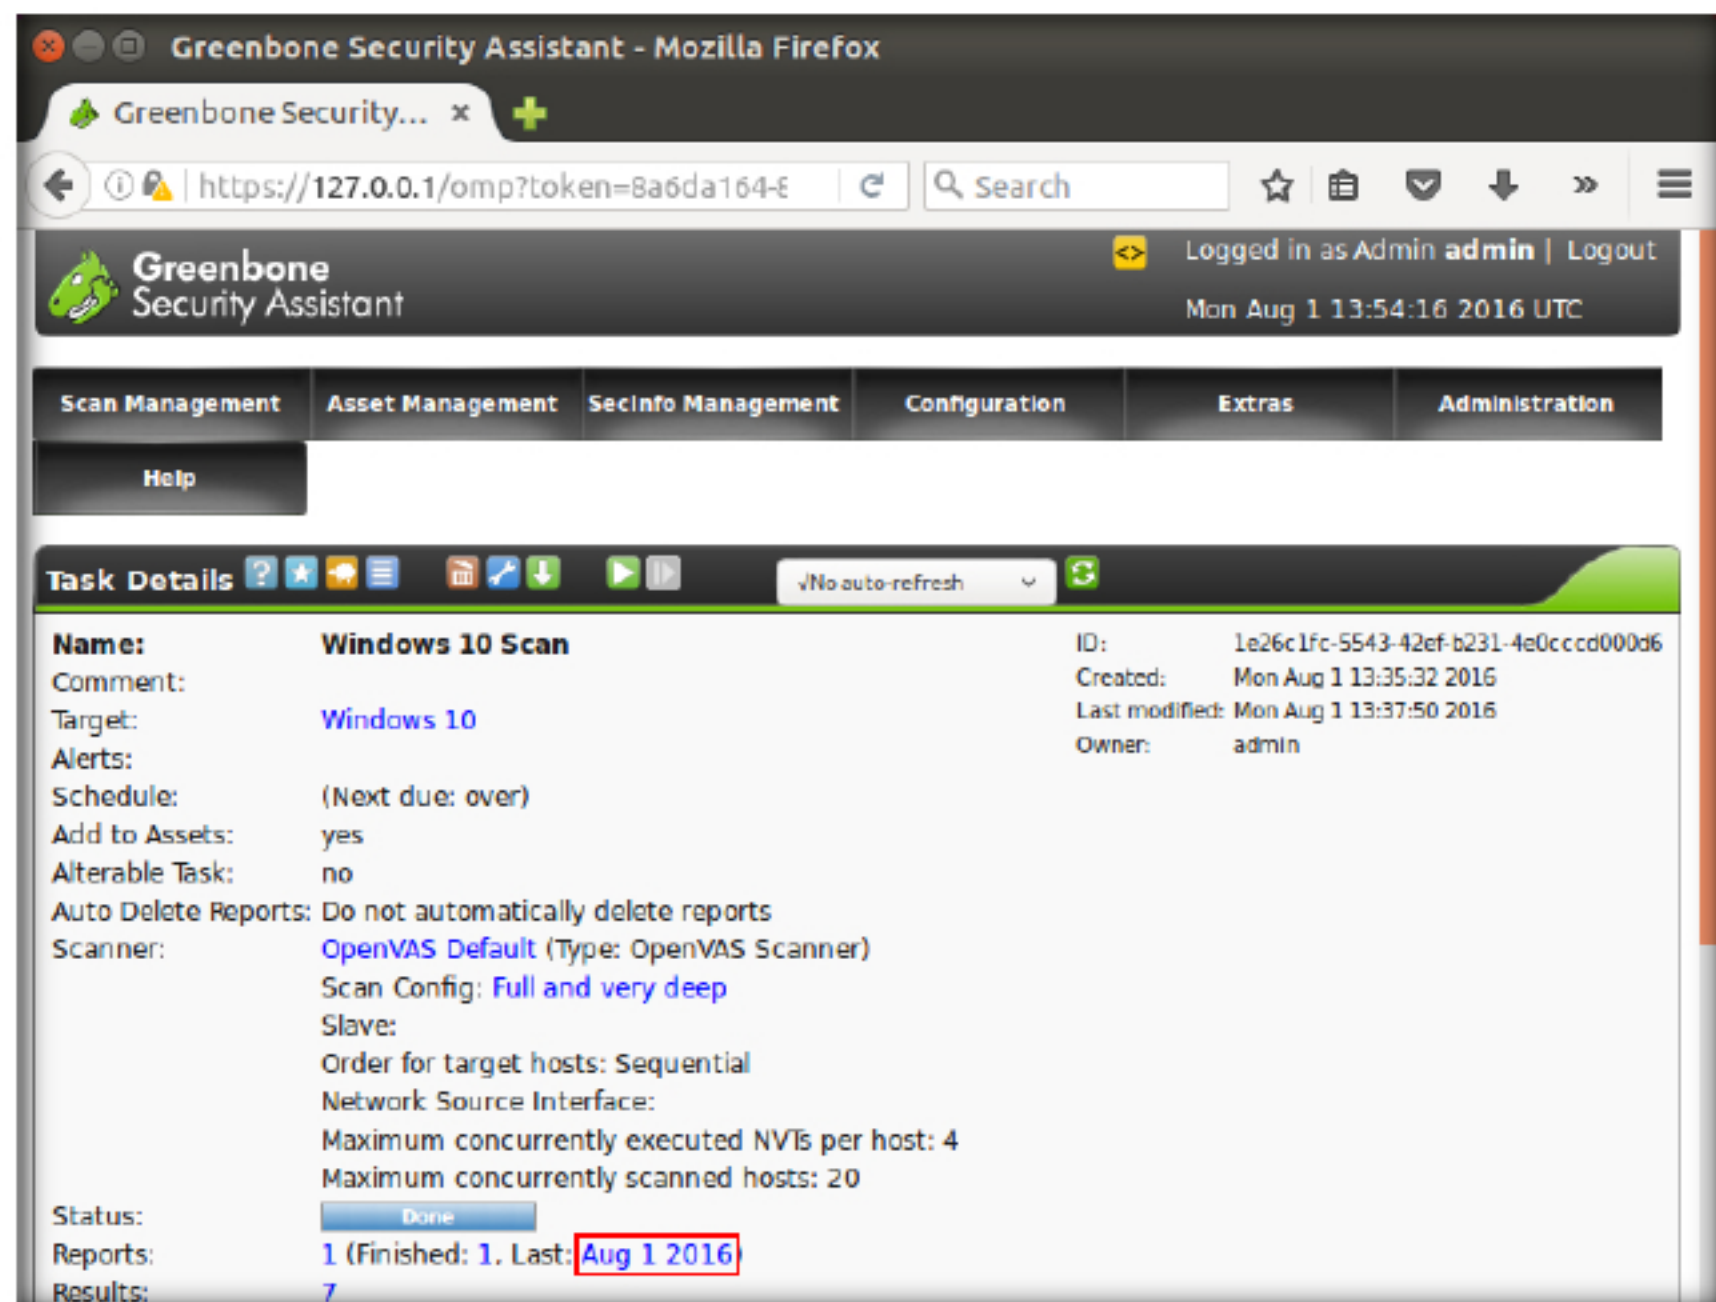 Greenbone Security Assistant - Mozilla Firefox
Greenbone Security... ×
https://127.0.0.1/omp?token=8a6da164-8
Search
Greenbone
Security Assistant
<>
Logged in as Admin admin | Logout
Mon Aug 1 13:54:16 2016 UTC
Scan Management Asset Management SecInfo Management Configuration Extras Administration
Help
Task Details
√No auto-refresh
Name: Windows 10 Scan
Comment:
Target: Windows 10
Alerts:
Schedule: (Next due: over)
Add to Assets: yes
Alterable Task: no
Auto Delete Reports: Do not automatically delete reports
Scanner: OpenVAS Default (Type: OpenVAS Scanner)
Scan Config: Full and very deep
Slave:
Order for target hosts: Sequential
Network Source Interface:
Maximum concurrently executed NVTs per host: 4
Maximum concurrently scanned hosts: 20
Status: Done
Reports: 1 (Finished: 1, Last: Aug 1 2016)
Results: 7
ID: 1e26c1fc-5543-42ef-b231-4e0cccd000d6
Created: Mon Aug 1 13:35:32 2016
Last modified: Mon Aug 1 13:37:50 2016
Owner: admin